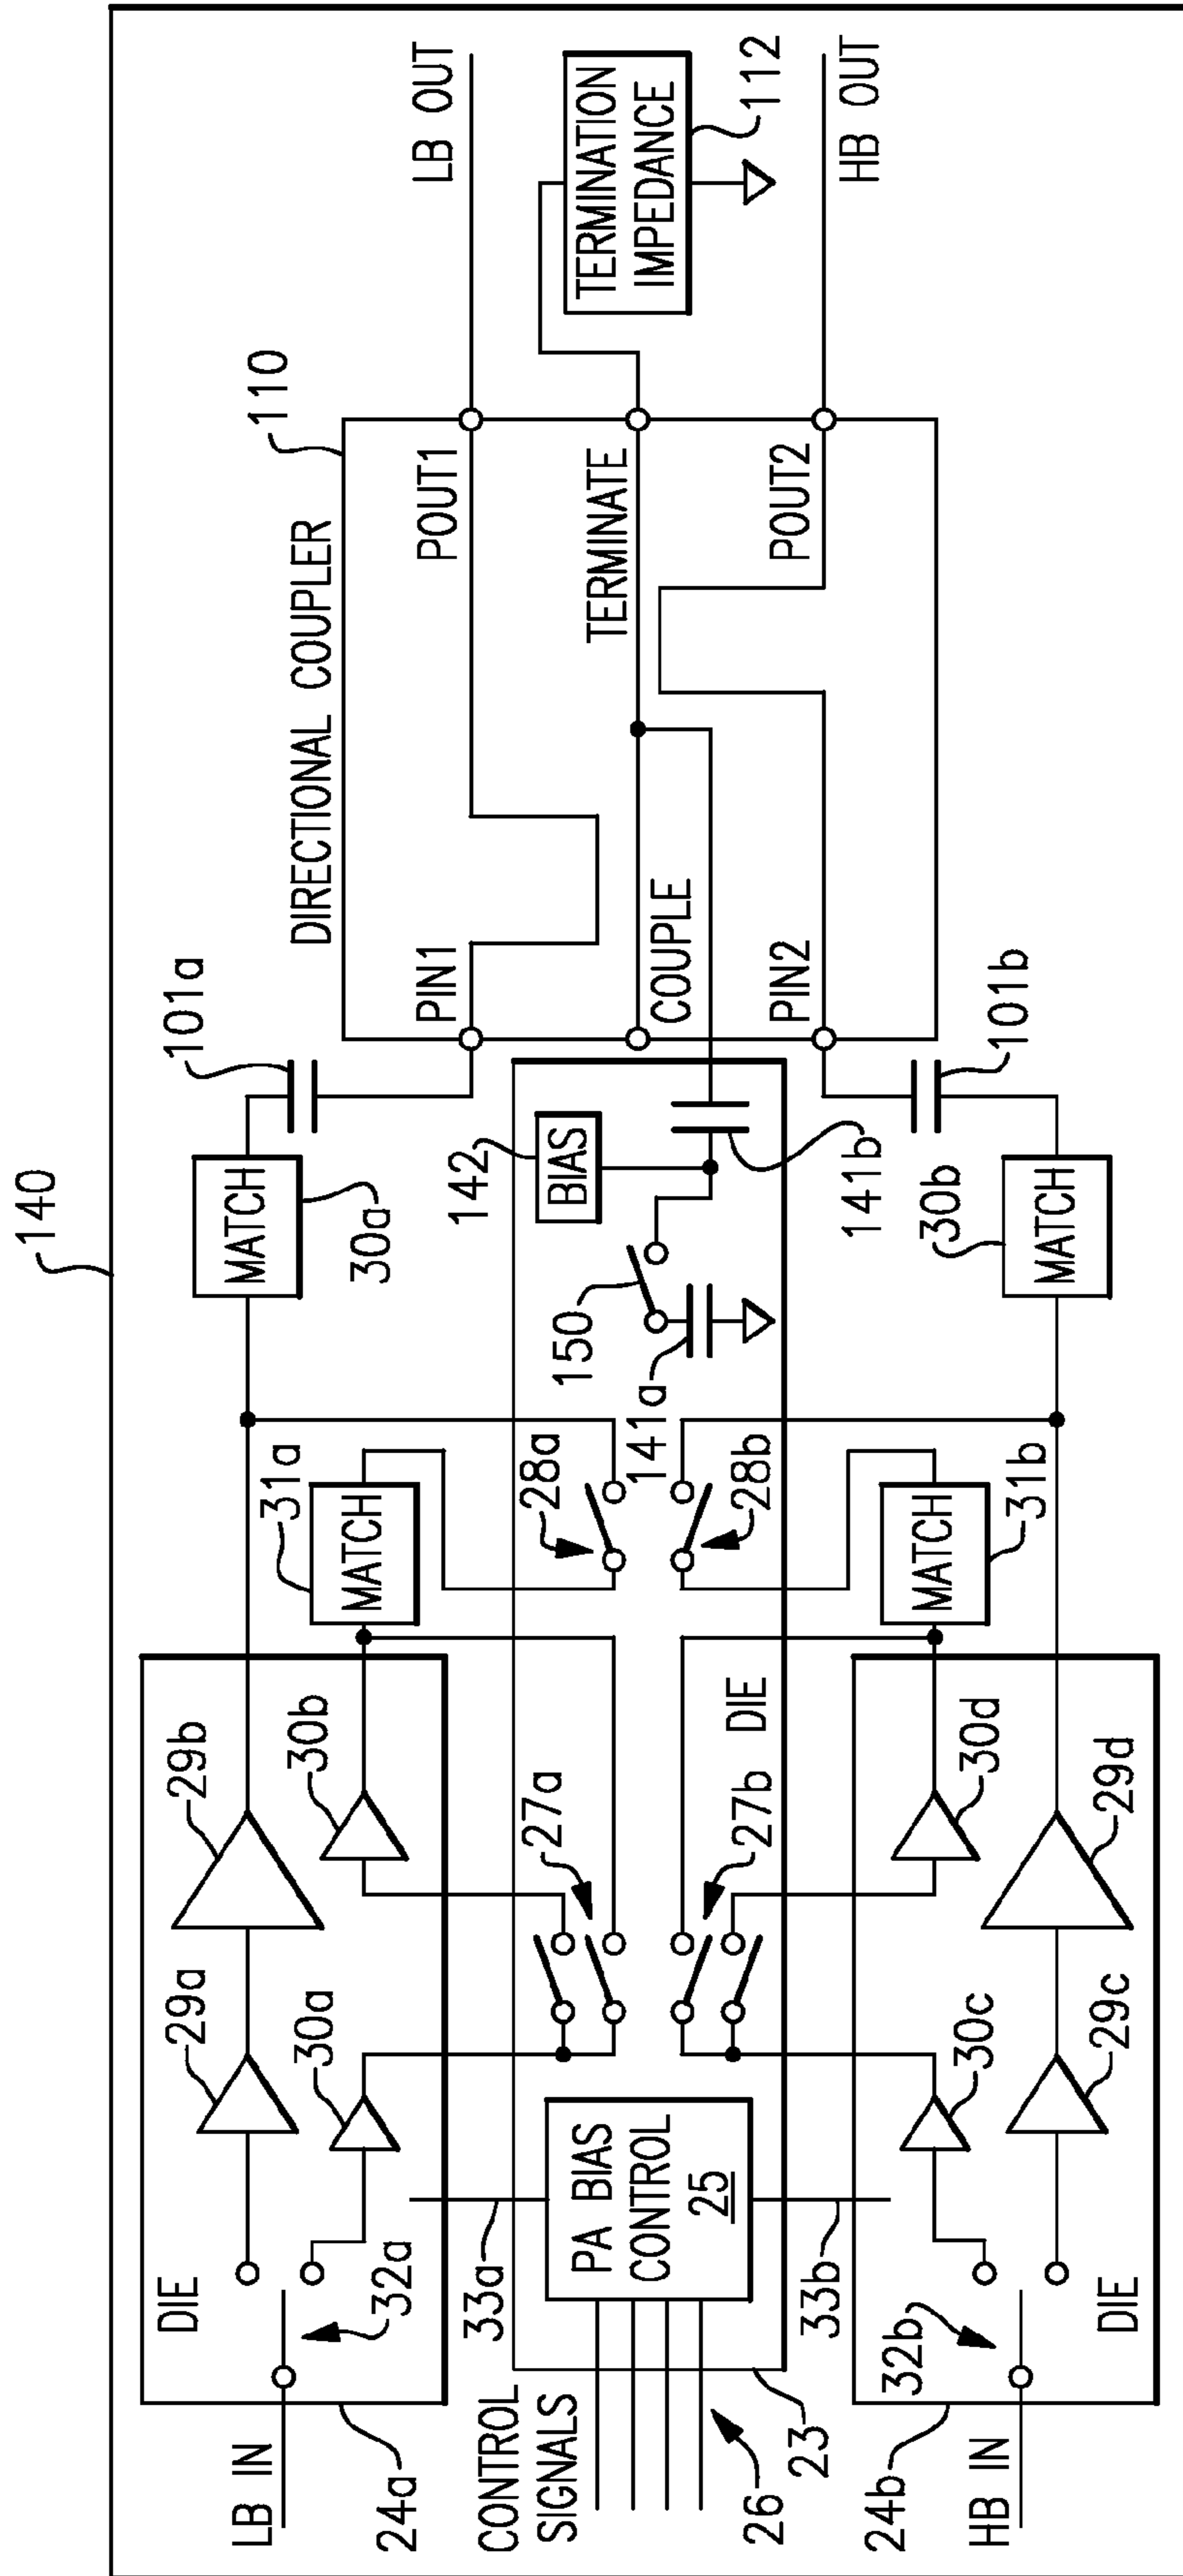 140
LB IN
24a
DIE
32a
29a
29b
30a
30b
31a
MATCH
MATCH
30a
101a
DIRECTIONAL COUPLER
110
PIN1
POUT1
LB OUT
CONTROL
SIGNALS
26
23
33a
PA BIAS
CONTROL
25
33b
27a
27b
DIE
28a
28b
141a
150
142
BIAS
141b
COUPLE
TERMINATE
TERMINATION
IMPEDANCE
112
HB IN
24b
DIE
32b
30c
29c
30d
29d
MATCH
31b
MATCH
30b
101b
PIN2
POUT2
HB OUT